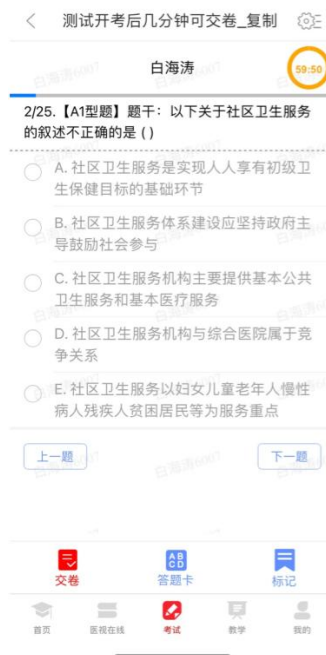 测试开考后几分钟可交卷_复制
白海涛
59:50
2/25.【A1型题】题干：以下关于社区卫生服务
的叙述不正确的是 ( )
A. 社区卫生服务是实现人人享有初级卫
生保健目标的基础环节
B. 社区卫生服务体系建设应坚持政府主
导鼓励社会参与
C. 社区卫生服务机构主要提供基本公共
卫生服务和基本医疗服务
D. 社区卫生服务机构与综合医院属于竞
争关系
E. 社区卫生服务以妇女儿童老年人慢性
病人残疾人贫困居民等为服务重点
上一题
下一题
交卷
AB
CD
答题卡
标记
首页
医视在线
考试
教学
我的